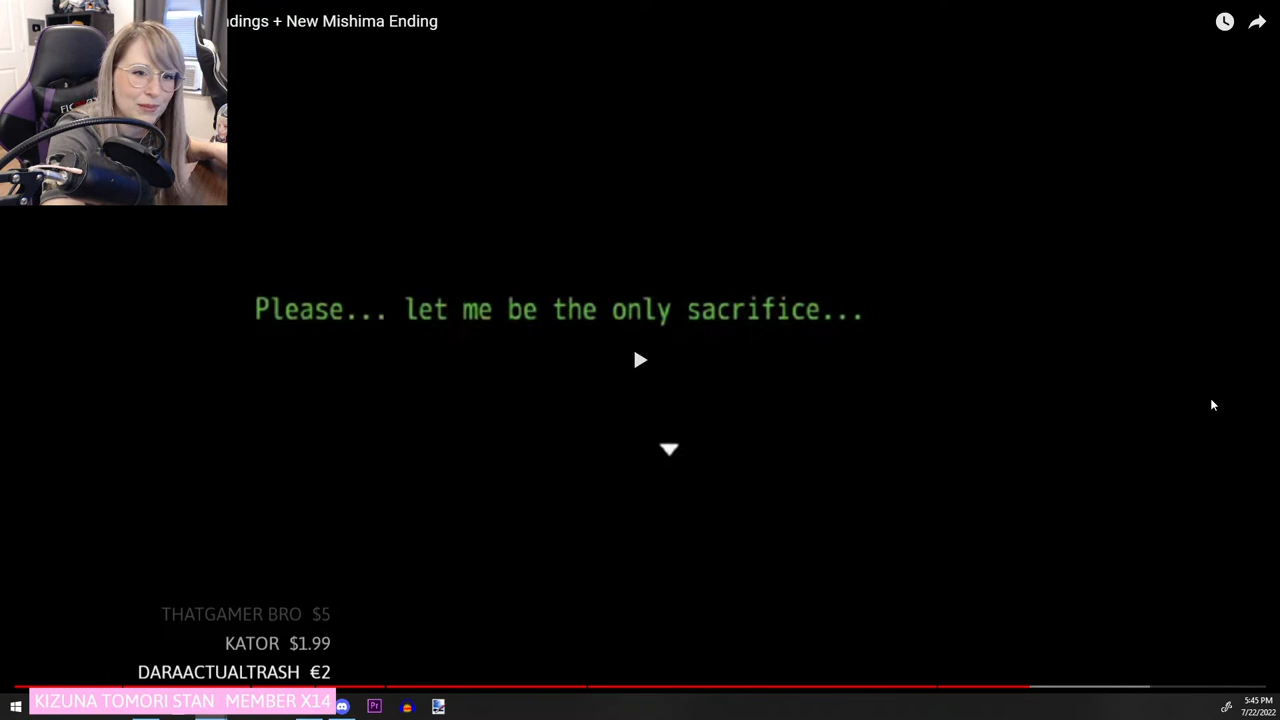 ndings + New Mishima Ending
Please... let me be the only sacrifice...
THATGAMER BRO $5
KATOR $1.99
DARAACTUALTRASH €2
KIZUNA TOMORI STAN MEMBER X14
Pr
5:45 PM
7/22/2022